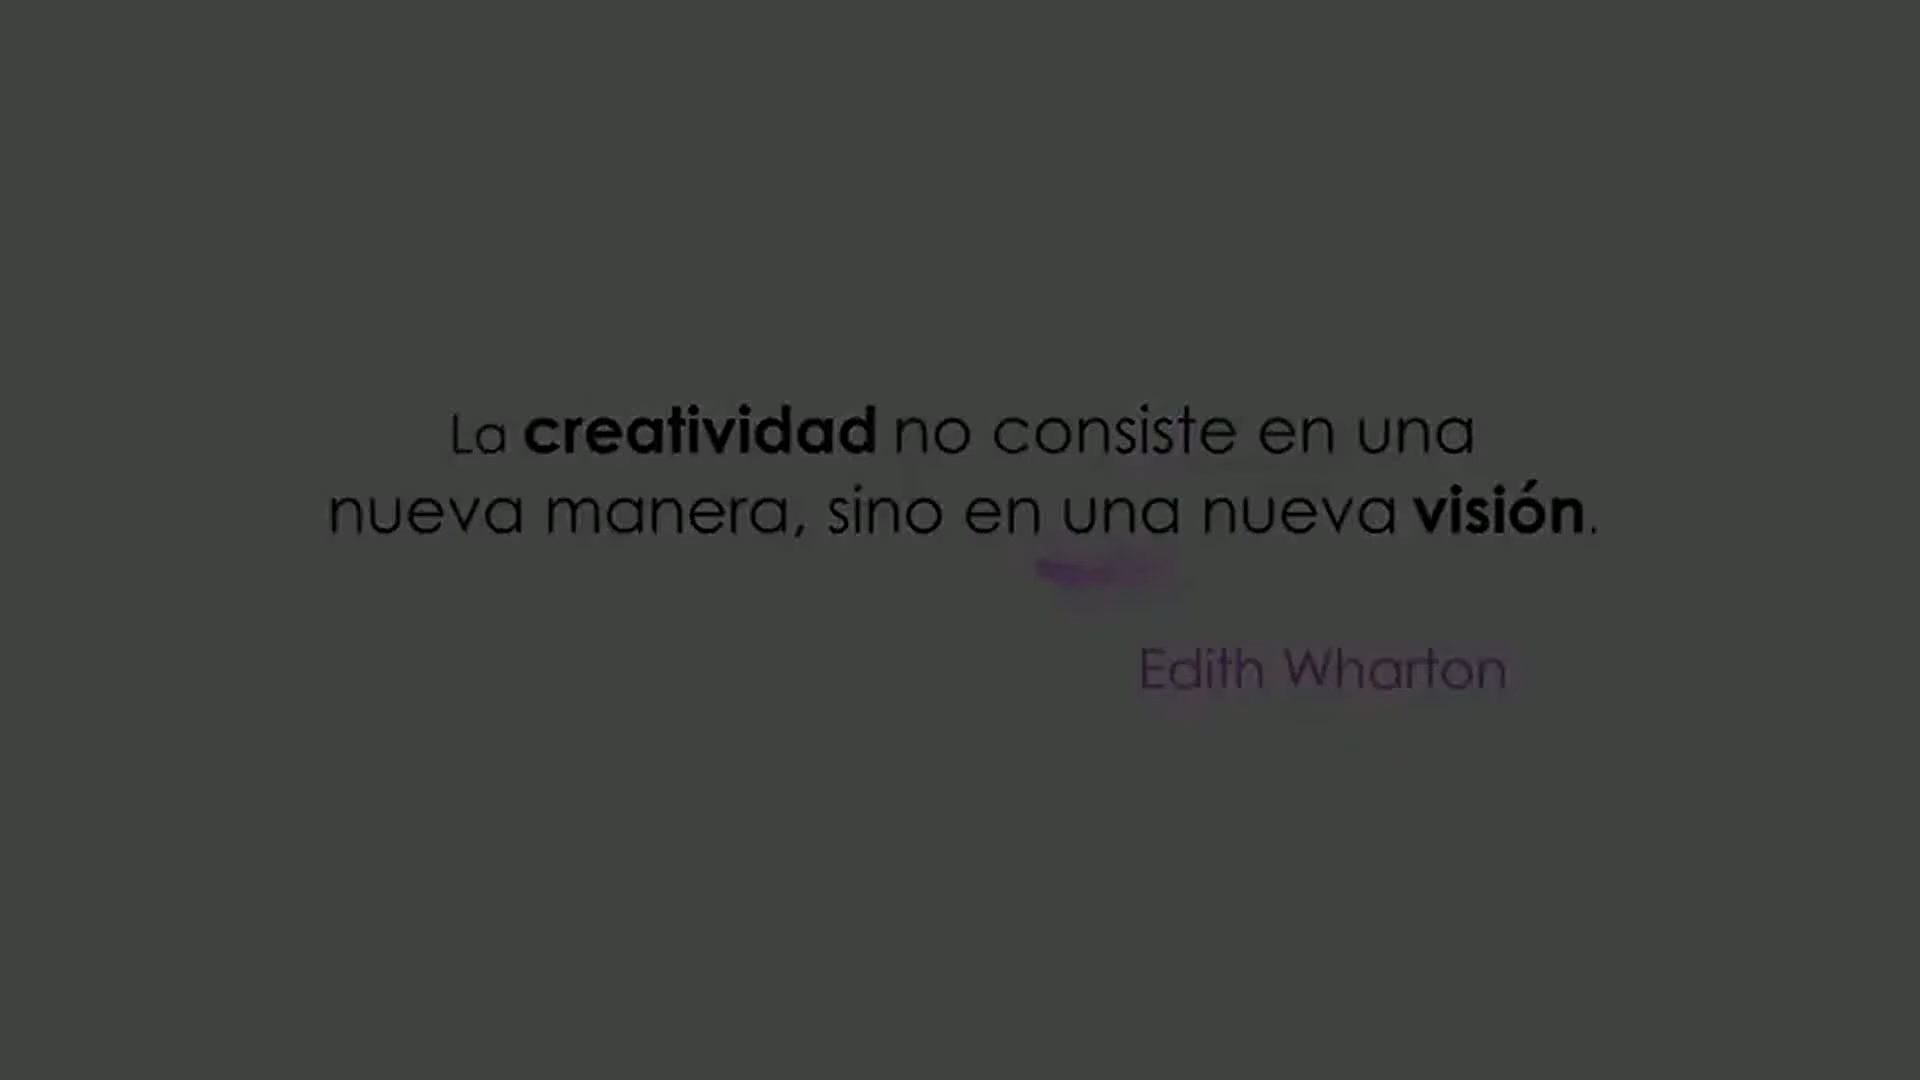 La creatividad no consiste en una
nueva manera, sino en una nueva visión.
Edith Wharton